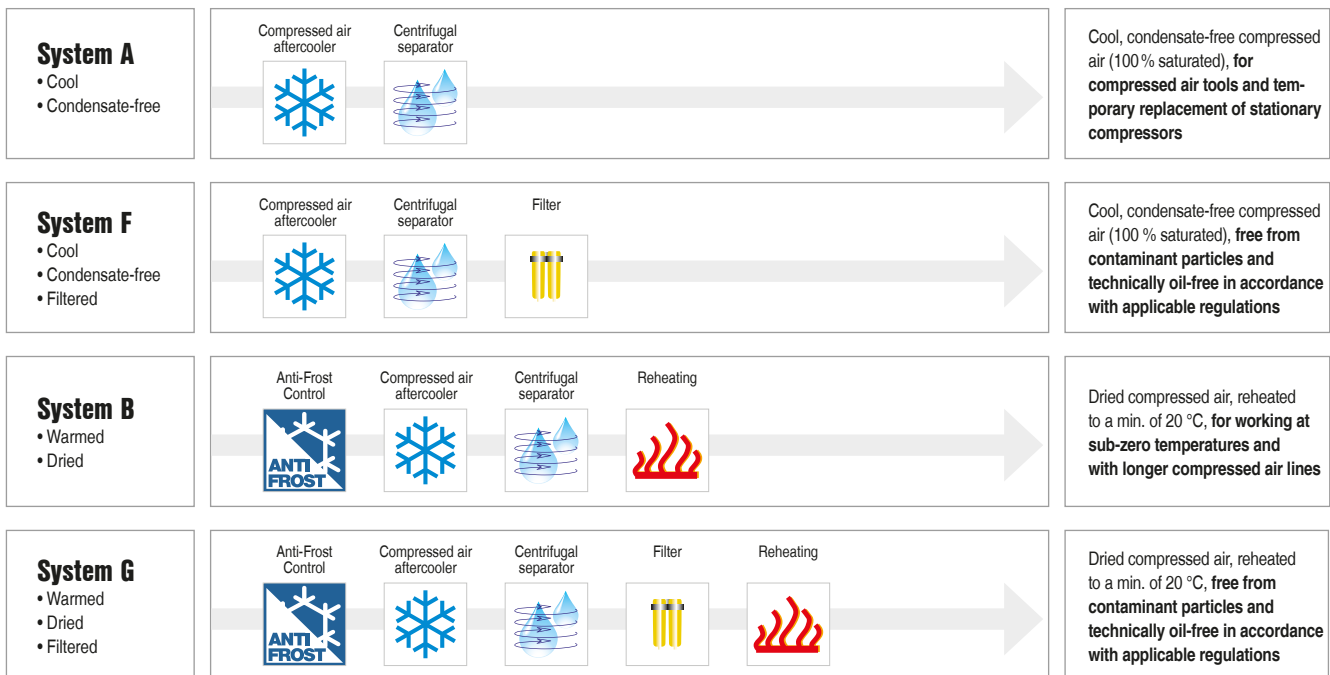 System A
• Cool
• Condensate-free
Compressed air
aftercooler
Centrifugal
separator
Cool, condensate-free compressed
air (100 % saturated), for
compressed air tools and tem-
porary replacement of stationary
compressors
System F
• Cool
• Condensate-free
• Filtered
Compressed air
aftercooler
Centrifugal
separator
Filter
Cool, condensate-free compressed
air (100 % saturated), free from
contaminant particles and
technically oil-free in accordance
with applicable regulations
System B
• Warmed
• Dried
Anti-Frost
Control
ANTI
FROST
Compressed air
aftercooler
Centrifugal
separator
Reheating
Dried compressed air, reheated
to a min. of 20 °C, for working at
sub-zero temperatures and
with longer compressed air lines
System G
• Warmed
• Dried
• Filtered
Anti-Frost
Control
ANTI
FROST
Compressed air
aftercooler
Centrifugal
separator
Filter
Reheating
Dried compressed air, reheated
to a min. of 20 °C, free from
contaminant particles and
technically oil-free in accordance
with applicable regulations